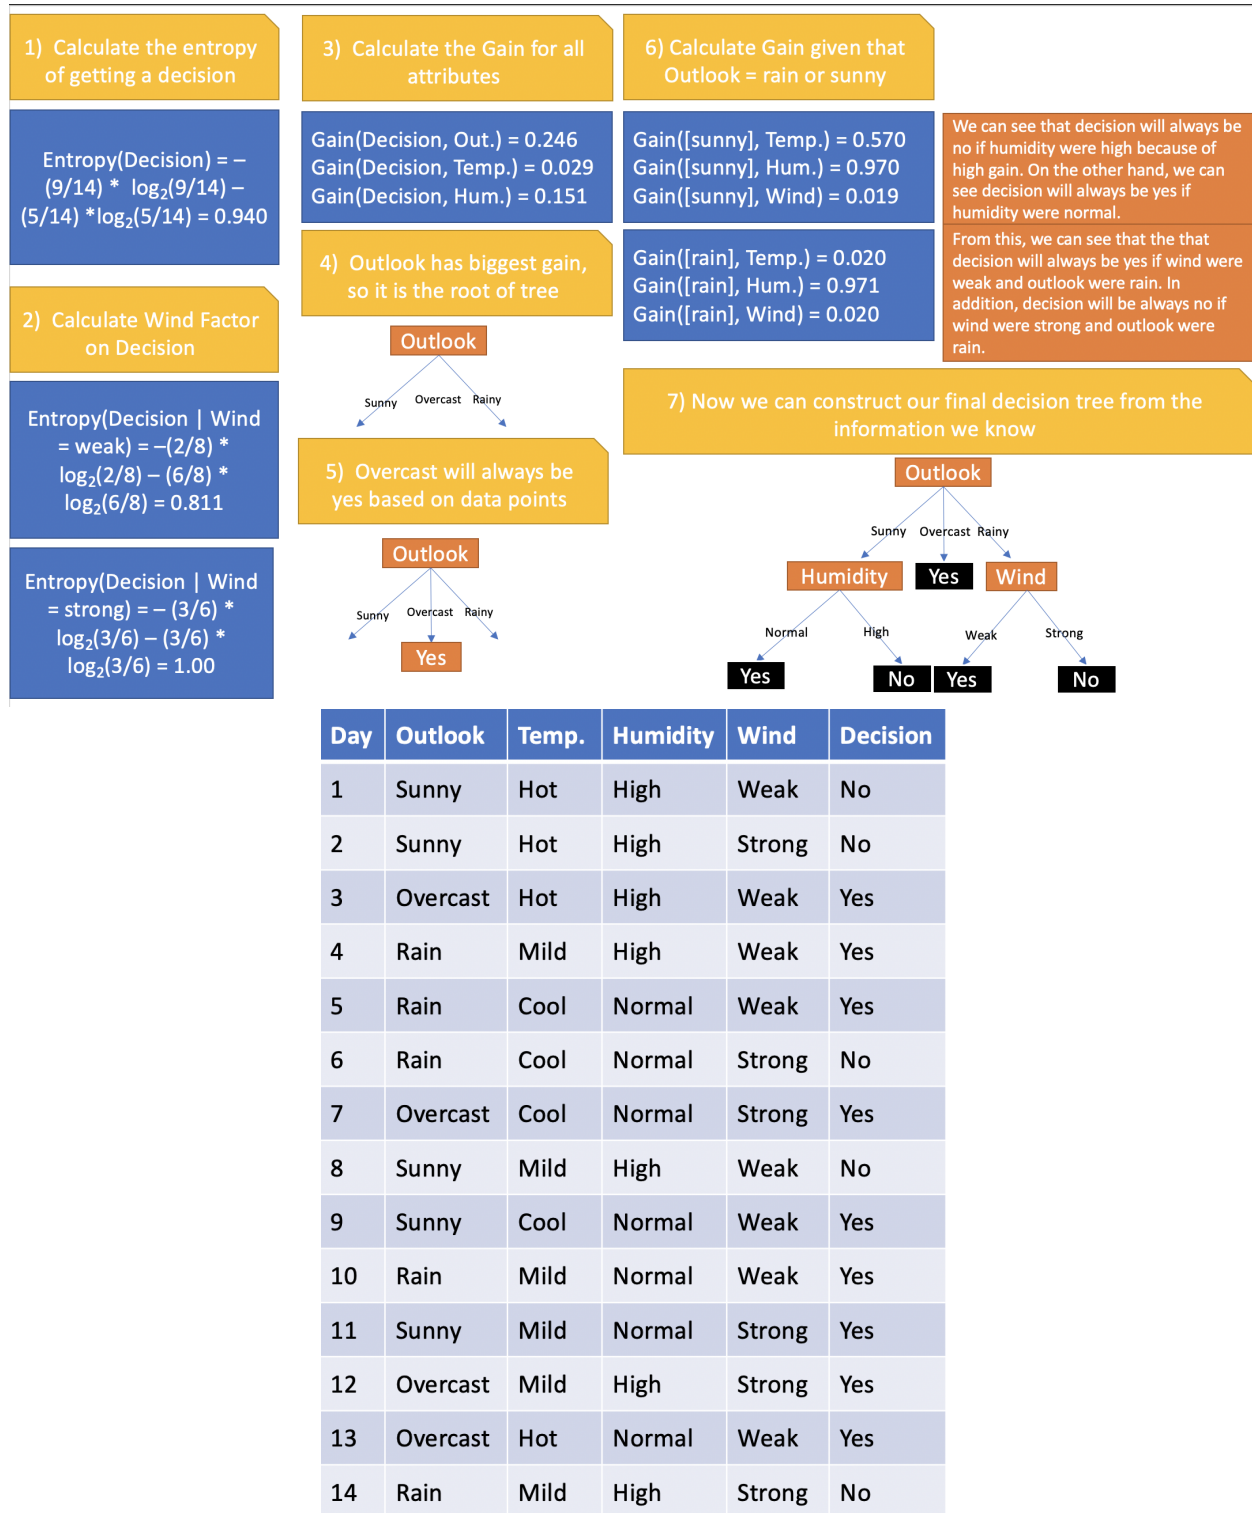 1) Calculate the entropy
of getting a decision
Entropy(Decision) = –
(9/14) * log₂(9/14) –
(5/14) *log₂(5/14) = 0.940
2) Calculate Wind Factor
on Decision
Entropy(Decision | Wind
= weak) = –(2/8) *
log₂(2/8) – (6/8) *
log₂(6/8) = 0.811
Entropy(Decision | Wind
= strong) = – (3/6) *
log₂(3/6) – (3/6) *
log₂(3/6) = 1.00
3) Calculate the Gain for all
attributes
Gain(Decision, Out.) = 0.246
Gain(Decision, Temp.) = 0.029
Gain(Decision, Hum.) = 0.151
4) Outlook has biggest gain,
so it is the root of tree
Outlook
Sunny Overcast Rainy
5) Overcast will always be
yes based on data points
Outlook
Sunny Overcast Rainy
Yes
6) Calculate Gain given that
Outlook = rain or sunny
Gain([sunny], Temp.) = 0.570
Gain([sunny], Hum.) = 0.970
Gain([sunny], Wind) = 0.019
We can see that decision will always be
no if humidity were high because of
high gain. On the other hand, we can
see decision will always be yes if
humidity were normal.
Gain([rain], Temp.) = 0.020
Gain([rain], Hum.) = 0.971
Gain([rain], Wind) = 0.020
From this, we can see that the that
decision will always be yes if wind were
weak and outlook were rain. In
addition, decision will be always no if
wind were strong and outlook were
rain.
7) Now we can construct our final decision tree from the
information we know
Outlook
Sunny Overcast Rainy
Humidity Yes Wind
Normal High Weak Strong
Yes No Yes No
Day Outlook Temp. Humidity Wind Decision
1 Sunny Hot High Weak No
2 Sunny Hot High Strong No
3 Overcast Hot High Weak Yes
4 Rain Mild High Weak Yes
5 Rain Cool Normal Weak Yes
6 Rain Cool Normal Strong No
7 Overcast Cool Normal Strong Yes
8 Sunny Mild High Weak No
9 Sunny Cool Normal Weak Yes
10 Rain Mild Normal Weak Yes
11 Sunny Mild Normal Strong Yes
12 Overcast Mild High Strong Yes
13 Overcast Hot Normal Weak Yes
14 Rain Mild High Strong No